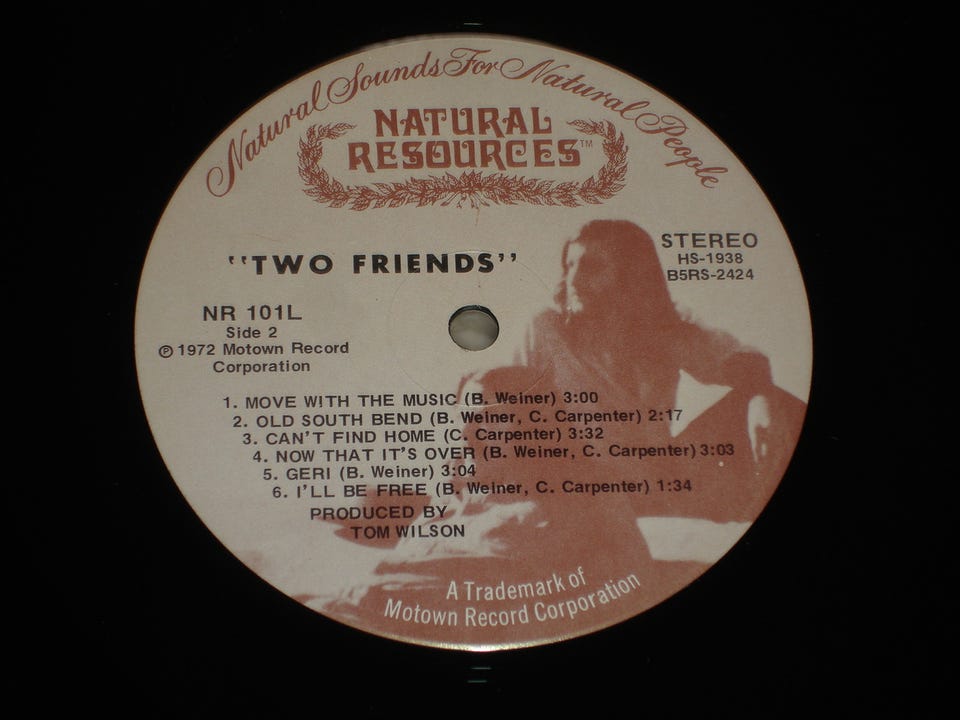 Natural Sounds For Natural People
NATURAL
RESOURCES™
"TWO FRIENDS"
STEREO
HS-1938
B5RS-2424
NR 101L
Side 2
℗ 1972 Motown Record
Corporation
1. MOVE WITH THE MUSIC (B. Weiner) 3:00
2. OLD SOUTH BEND (B. Weiner, C. Carpenter) 2:17
3. CAN'T FIND HOME (C. Carpenter) 3:32
4. NOW THAT IT'S OVER (B. Weiner, C. Carpenter) 3:03
5. GERI (B. Weiner) 3:04
6. I'LL BE FREE (B. Weiner, C. Carpenter) 1:34
PRODUCED BY
TOM WILSON
A Trademark of
Motown Record Corporation